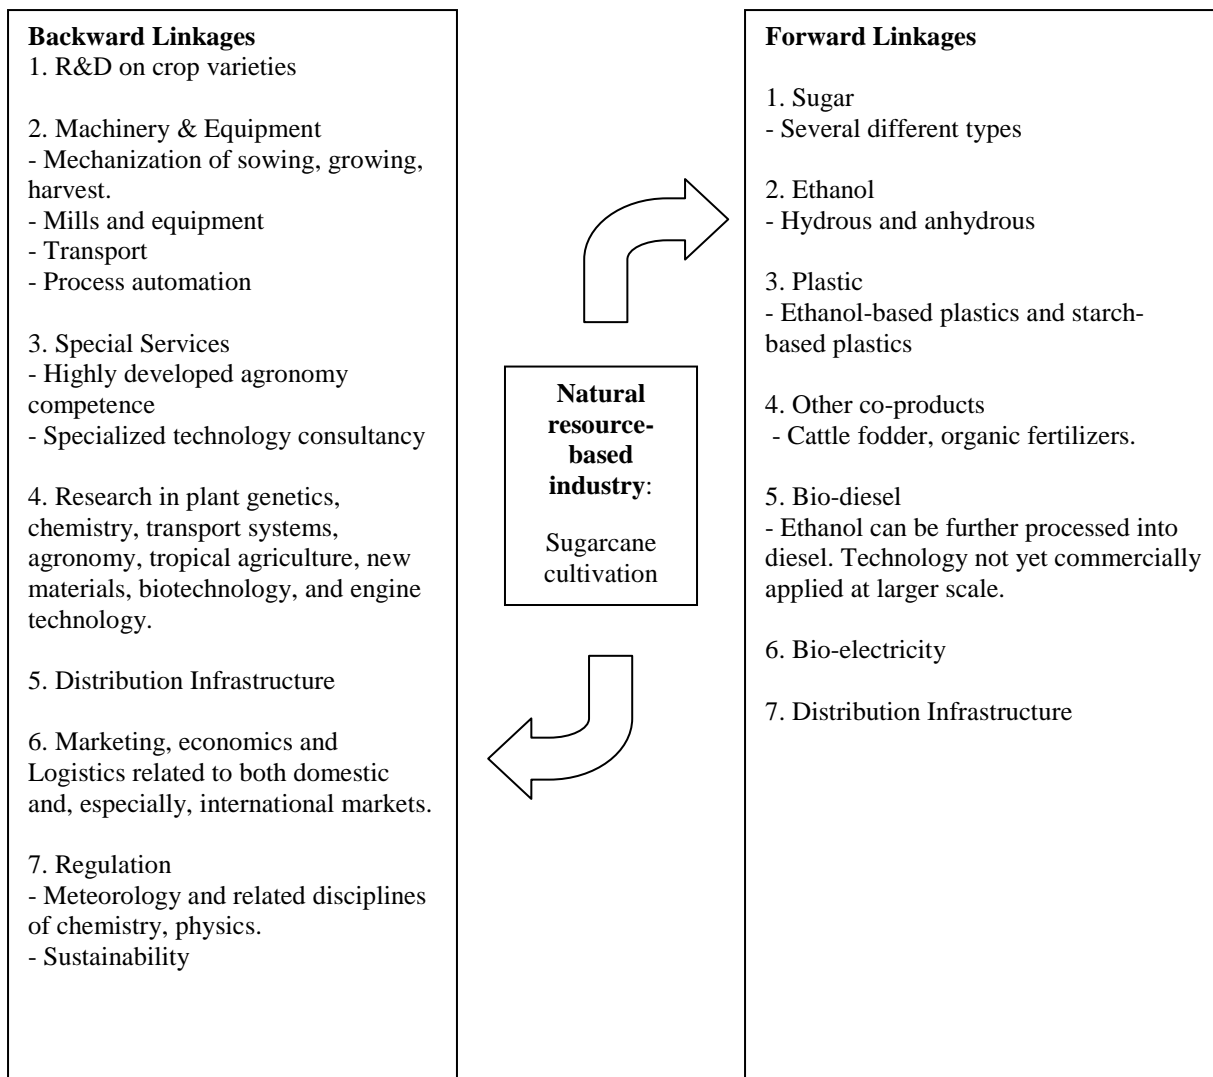 Backward Linkages
1. R&D on crop varieties
2. Machinery & Equipment
- Mechanization of sowing, growing,
harvest.
- Mills and equipment
- Transport
- Process automation
3. Special Services
- Highly developed agronomy
competence
- Specialized technology consultancy
4. Research in plant genetics,
chemistry, transport systems,
agronomy, tropical agriculture, new
materials, biotechnology, and engine
technology.
5. Distribution Infrastructure
6. Marketing, economics and
Logistics related to both domestic
and, especially, international markets.
7. Regulation
- Meteorology and related disciplines
of chemistry, physics.
- Sustainability
Natural
resource-
based
industry:
Sugarcane
cultivation
Forward Linkages
1. Sugar
- Several different types
2. Ethanol
- Hydrous and anhydrous
3. Plastic
- Ethanol-based plastics and starch-
based plastics
4. Other co-products
- Cattle fodder, organic fertilizers.
5. Bio-diesel
- Ethanol can be further processed into
diesel. Technology not yet commercially
applied at larger scale.
6. Bio-electricity
7. Distribution Infrastructure